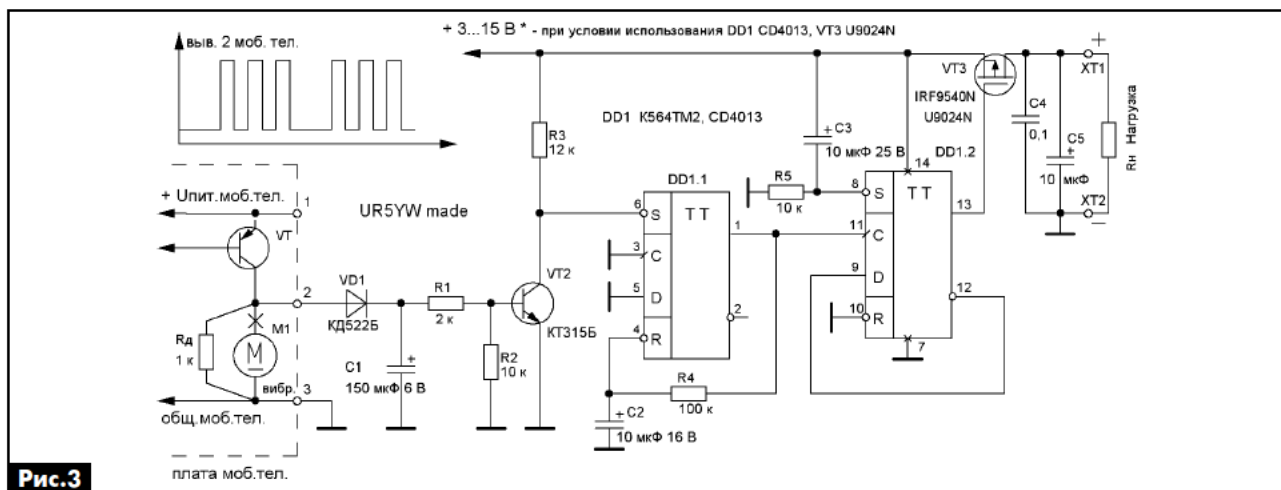 + 3...15 В * - при условии использования DD1 CD4013, VT3 U9024N
выв. 2 моб. тел.
VT3
IRF9540N
U9024N
XT1
+
C4
0,1
C5
+
10 мкФ
Rн Нагрузка
XT2
–
R3
12 к
DD1 К564ТМ2, CD4013
C3
+
10 мкФ 25 В
DD1.2
14
R5
10 к
8
S
TT
13
11
C
9
D
12
10
R
7
DD1.1
6
S
TT
1
3
C
5
D
2
4
R
R4
100 к
+ C2
10 мкФ 16 В
+ Uпит.моб.тел.
1
UR5YW made
VT
2
VD1
КД522Б
R1
2 к
VT2
КТ315Б
R2
10 к
C1
+
150 мкФ 6 В
Rд
1 к
M1
M
вибр.
3
общ.моб.тел.
плата моб.тел.
Рис.3